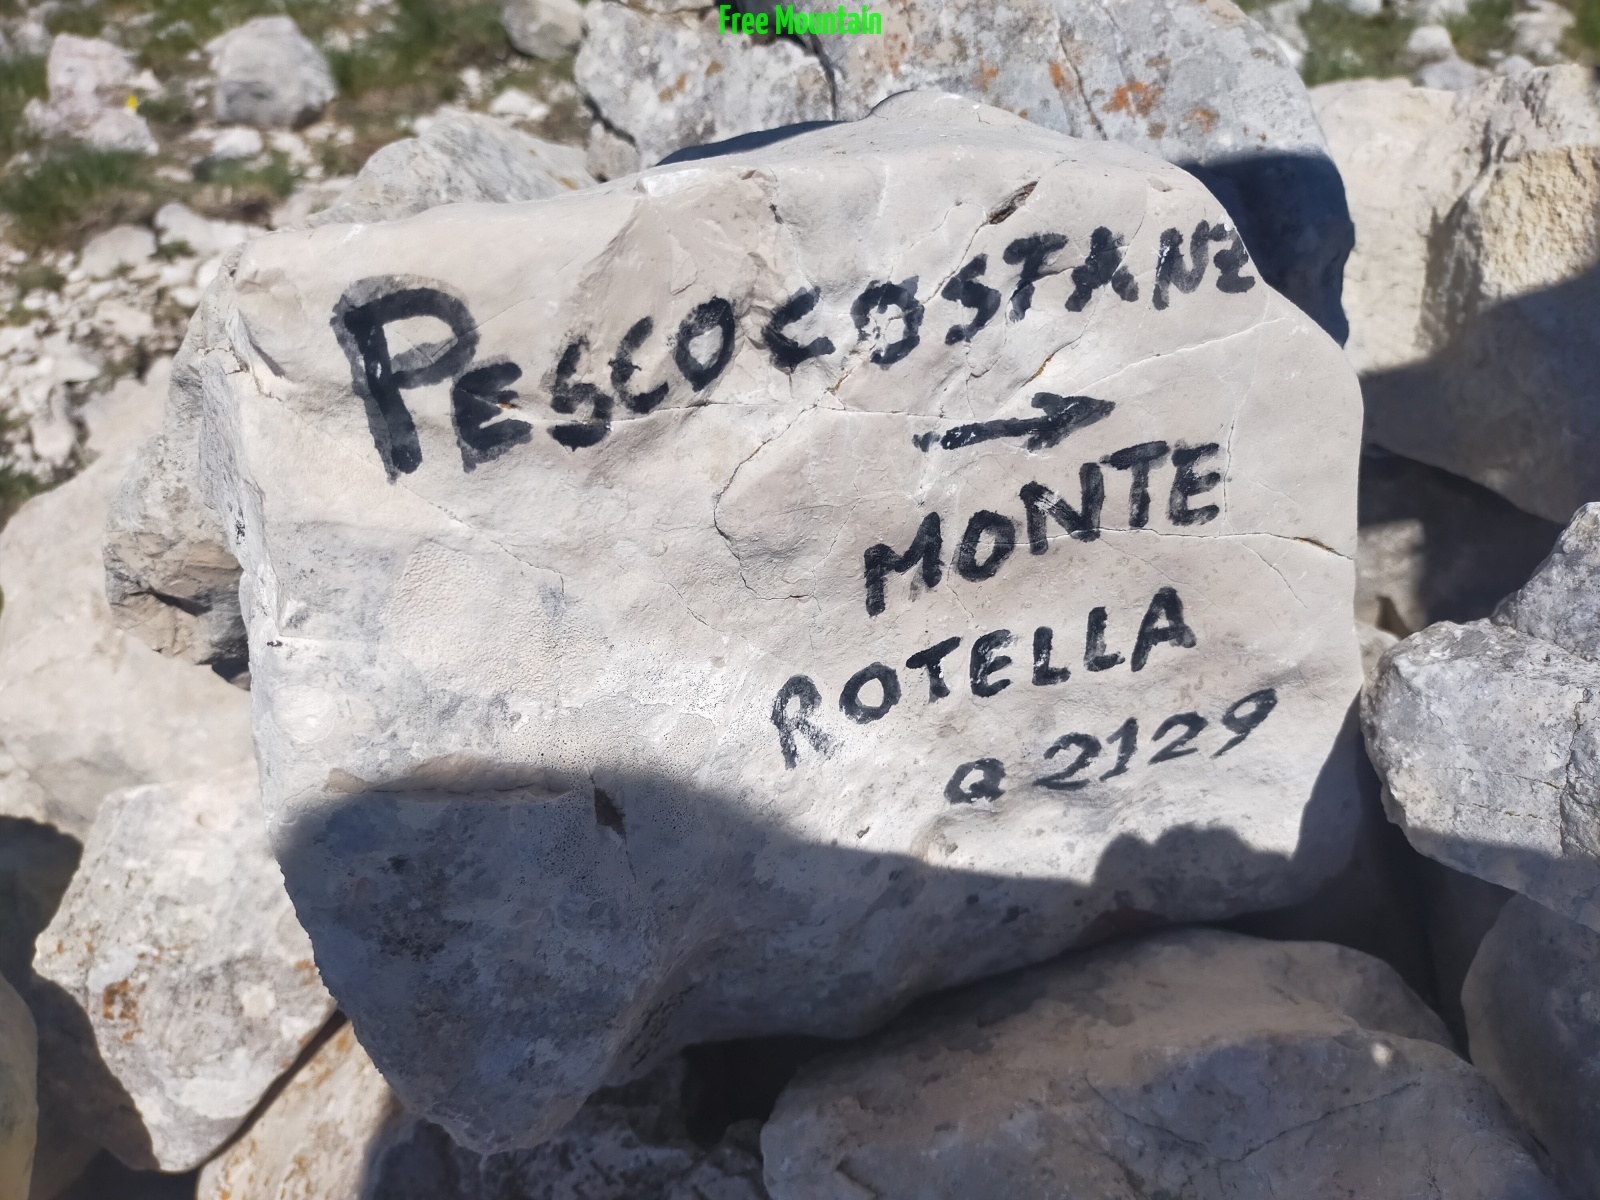 Free Mountain
PESCOCOSTANZ
→
MONTE
ROTELLA
Q 2129